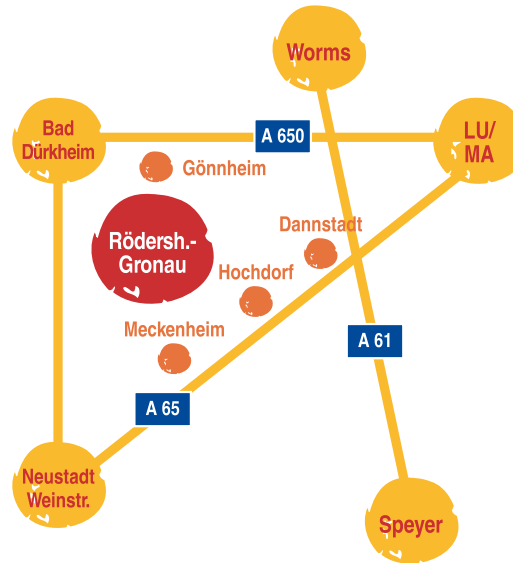 Worms
Bad
Dürkheim
A 650
LU/
MA
Gönnheim
Rödersh.-
Gronau
Dannstadt
Hochdorf
Meckenheim
A 61
A 65
Neustadt
Weinstr.
Speyer